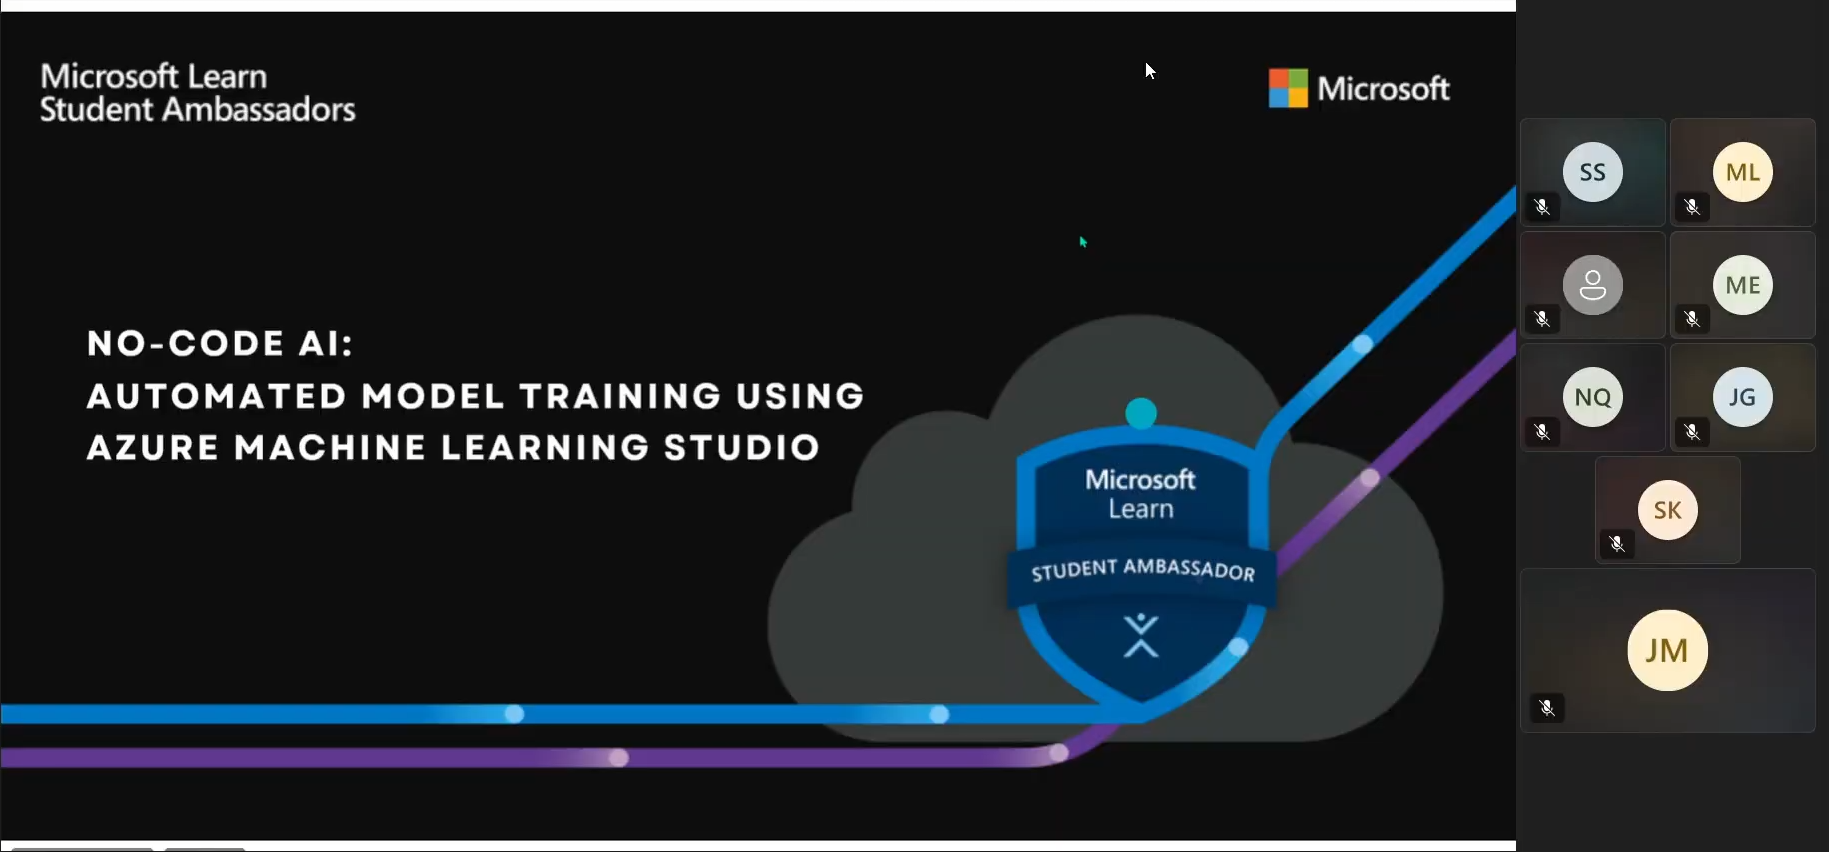 Microsoft Learn
Student Ambassadors
Microsoft
NO-CODE AI:
AUTOMATED MODEL TRAINING USING
AZURE MACHINE LEARNING STUDIO
Microsoft
Learn
STUDENT AMBASSADOR
SS
ML
ME
NQ
JG
SK
JM